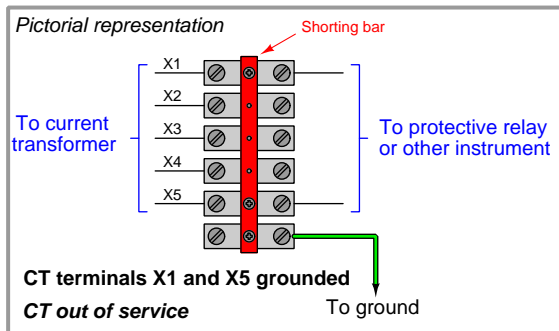 Pictorial representation
Shorting bar
X1
X2
X3
X4
X5
To current
transformer
To protective relay
or other instrument
CT terminals X1 and X5 grounded
CT out of service
To ground